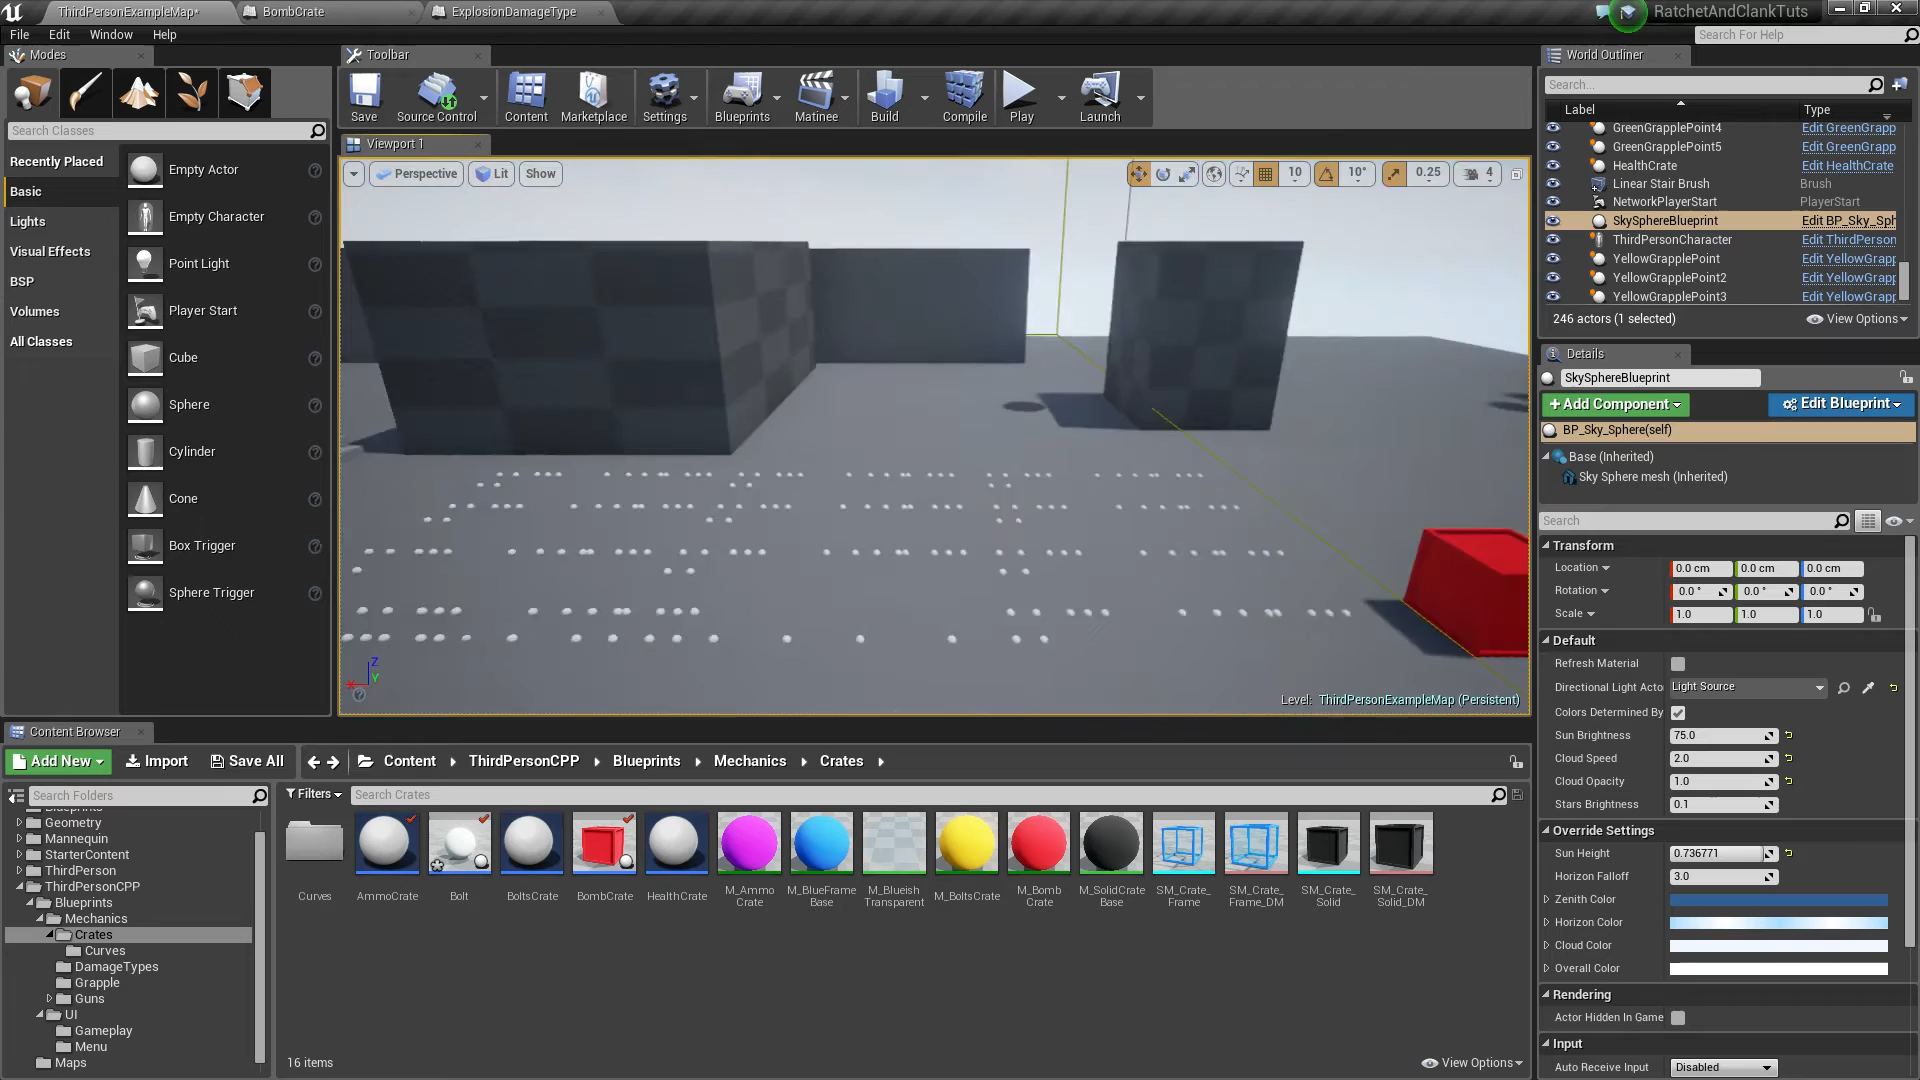 ThirdPersonExampleMap*
BombCrate
ExplosionDamageType
RatchetAndClankTuts
File Edit Window Help
Search For Help
Modes
Toolbar
World Outliner
Search Classes
Recently Placed
Basic
Lights
Visual Effects
BSP
Volumes
All Classes
Empty Actor
Empty Character
Point Light
Player Start
Cube
Sphere
Cylinder
Cone
Box Trigger
Sphere Trigger
Save
Source Control
Content
Marketplace
Settings
Blueprints
Matinee
Build
Compile
Play
Launch
Viewport 1
Perspective
Lit
Show
10
10°
0.25
4
Z
Y
X
Level: ThirdPersonExampleMap (Persistent)
Search...
Label Type
GreenGrapplePoint4 Edit GreenGrapp
GreenGrapplePoint5 Edit GreenGrapp
HealthCrate Edit HealthCrate
Linear Stair Brush Brush
NetworkPlayerStart PlayerStart
SkySphereBlueprint Edit BP_Sky_Sph
ThirdPersonCharacter Edit ThirdPerson
YellowGrapplePoint Edit YellowGrapp
YellowGrapplePoint2 Edit YellowGrapp
YellowGrapplePoint3 Edit YellowGrapp
246 actors (1 selected)
View Options
Details
SkySphereBlueprint
+Add Component
Edit Blueprint
BP_Sky_Sphere(self)
Base (Inherited)
Sky Sphere mesh (Inherited)
Search
Transform
Location 0.0 cm 0.0 cm 0.0 cm
Rotation 0.0 ° 0.0 ° 0.0 °
Scale 1.0 1.0 1.0
Default
Refresh Material
Directional Light Acto Light Source
Colors Determined By
Sun Brightness 75.0
Cloud Speed 2.0
Cloud Opacity 1.0
Stars Brightness 0.1
Override Settings
Sun Height 0.736771
Horizon Falloff 3.0
Zenith Color
Horizon Color
Cloud Color
Overall Color
Rendering
Actor Hidden In Game
Input
Auto Receive Input Disabled
Content Browser
Add New
Import
Save All
Content ThirdPersonCPP Blueprints Mechanics Crates
Search Folders
Filters
Search Crates
Blueprints
Geometry
Mannequin
StarterContent
ThirdPerson
ThirdPersonCPP
Blueprints
Mechanics
Crates
Curves
DamageTypes
Grapple
Guns
UI
Gameplay
Menu
Maps
Curves
AmmoCrate
Bolt
BoltsCrate
BombCrate
HealthCrate
M_Ammo
Crate
M_BlueFrame
Base
M_Blueish
Transparent
M_BoltsCrate
M_Bomb
Crate
M_SolidCrate
Base
SM_Crate_
Frame
SM_Crate_
Frame_DM
SM_Crate_
Solid
SM_Crate_
Solid_DM
16 items
View Options